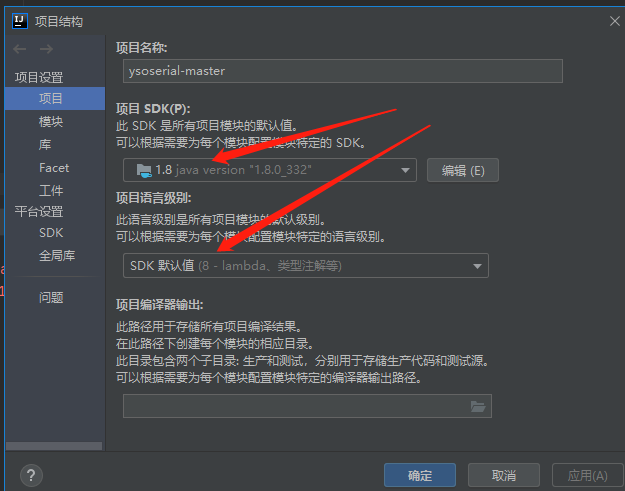 项目结构
项目设置
项目
模块
库
Facet
工件
平台设置
SDK
全局库
问题
项目名称:
ysoserial-master
项目 SDK(P):
此 SDK 是所有项目模块的默认值。
可以根据需要为每个模块配置模块特定的 SDK。
1.8 java version "1.8.0_332"
编辑 (E)
项目语言级别:
此语言级别是所有项目模块的默认级别。
可以根据需要为每个模块配置模块特定的语言级别。
SDK 默认值 (8 - lambda、类型注解等)
项目编译器输出:
此路径用于存储所有项目编译结果。
在此路径下创建每个模块的相应目录。
此目录包含两个子目录: 生产和测试，分别用于存储生产代码和测试源。
可以根据需要为每个模块配置模块特定的编译器输出路径。
?
确定
取消
应用(A)